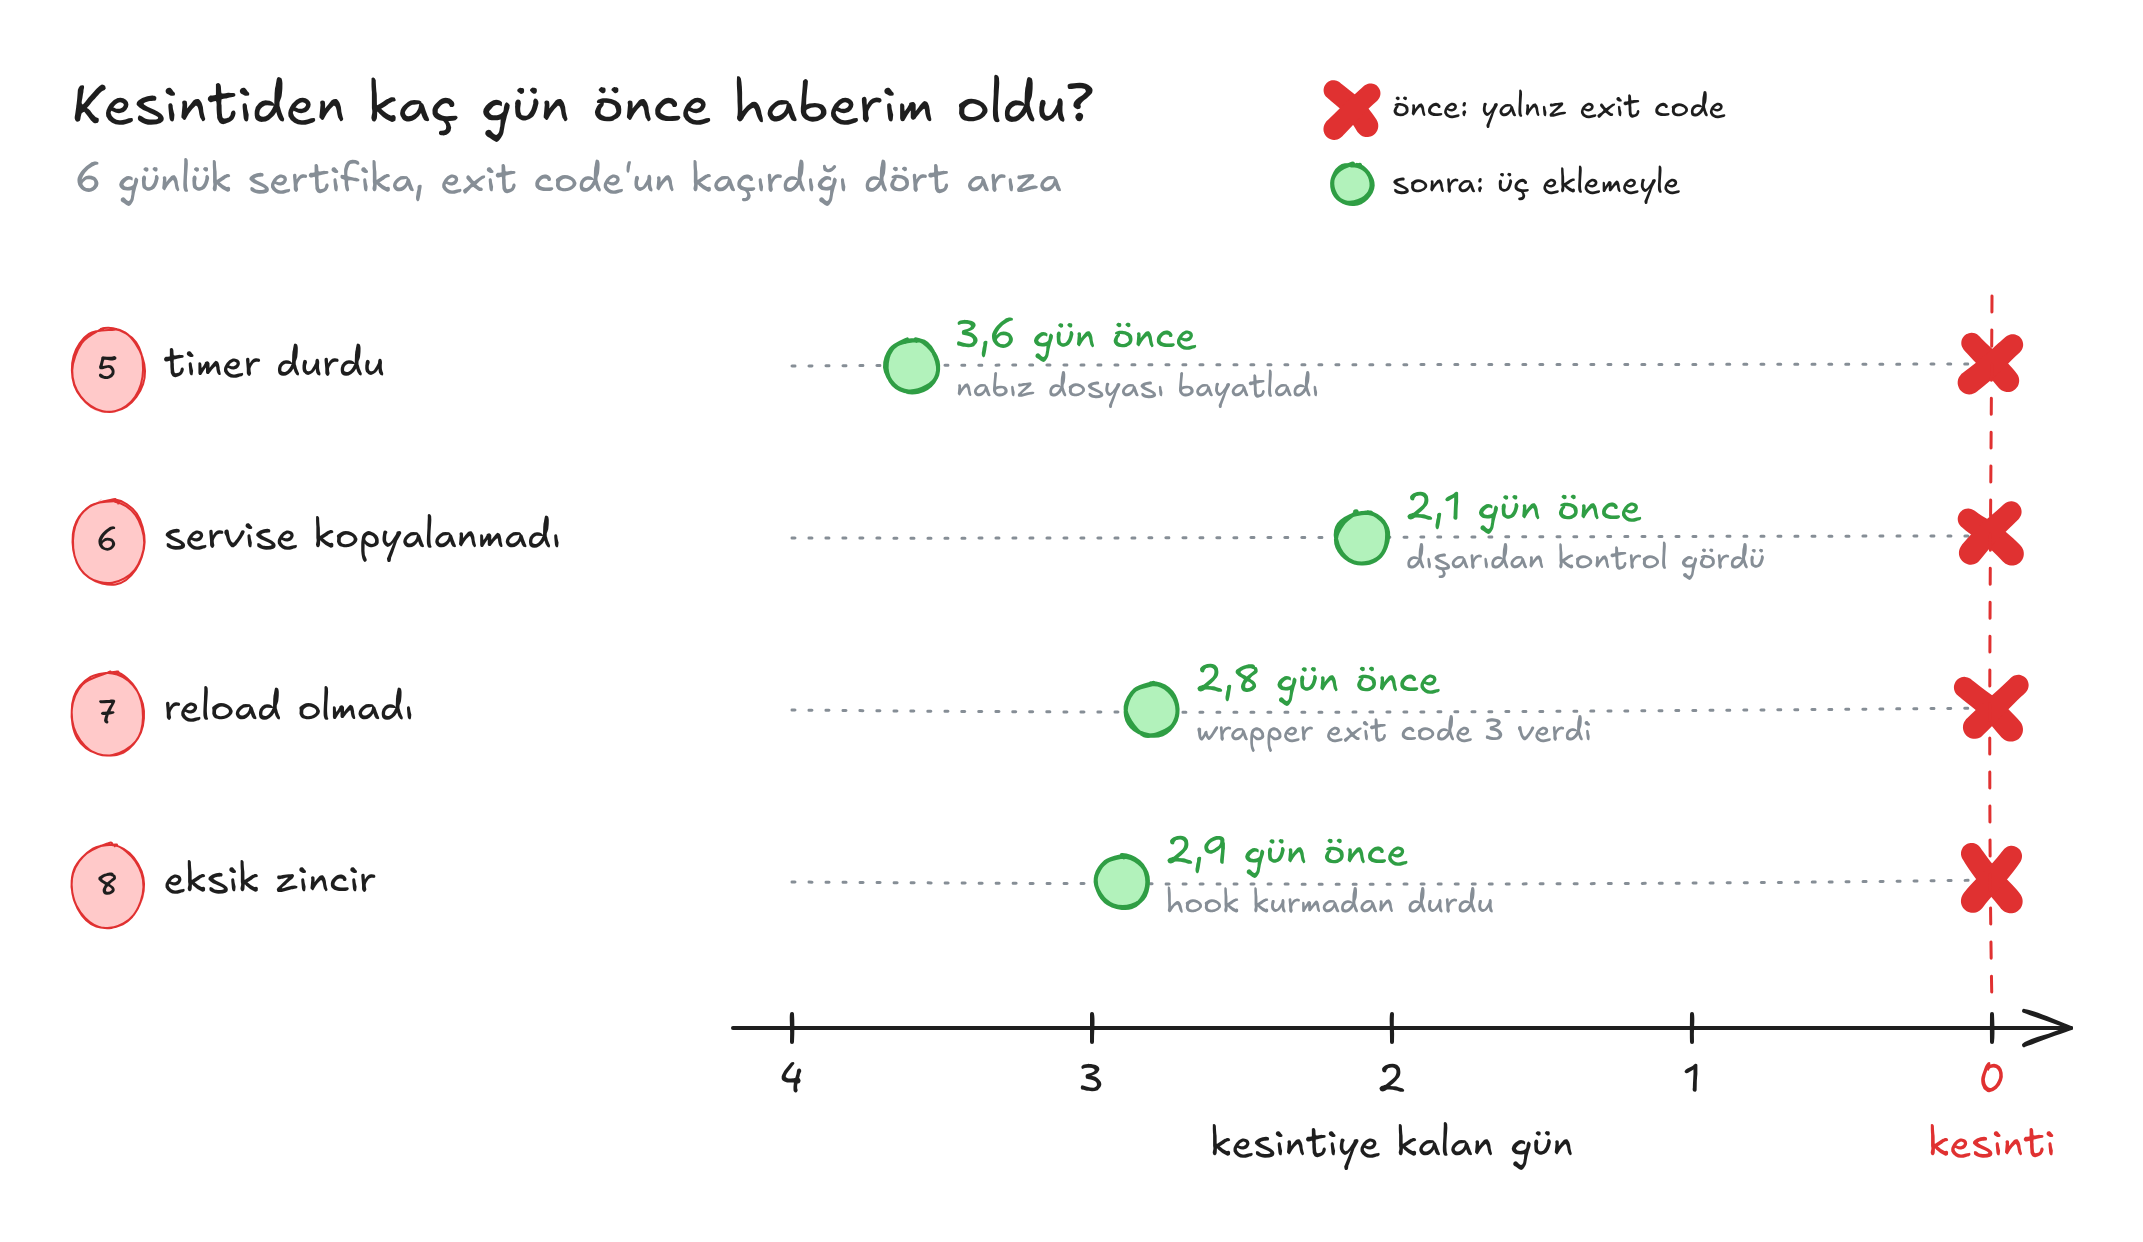 Kesintiden kaç gün önce haberim oldu?
6 günlük sertifika, exit code'un kaçırdığı dört arıza
önce: yalnız exit code
sonra: üç eklemeyle
5 timer durdu
3,6 gün önce
nabız dosyası bayatladı
6 servise kopyalanmadı
2,1 gün önce
dışarıdan kontrol gördü
7 reload olmadı
2,8 gün önce
wrapper exit code 3 verdi
8 eksik zincir
2,9 gün önce
hook kurmadan durdu
4 3 2 1 0
kesintiye kalan gün
kesinti